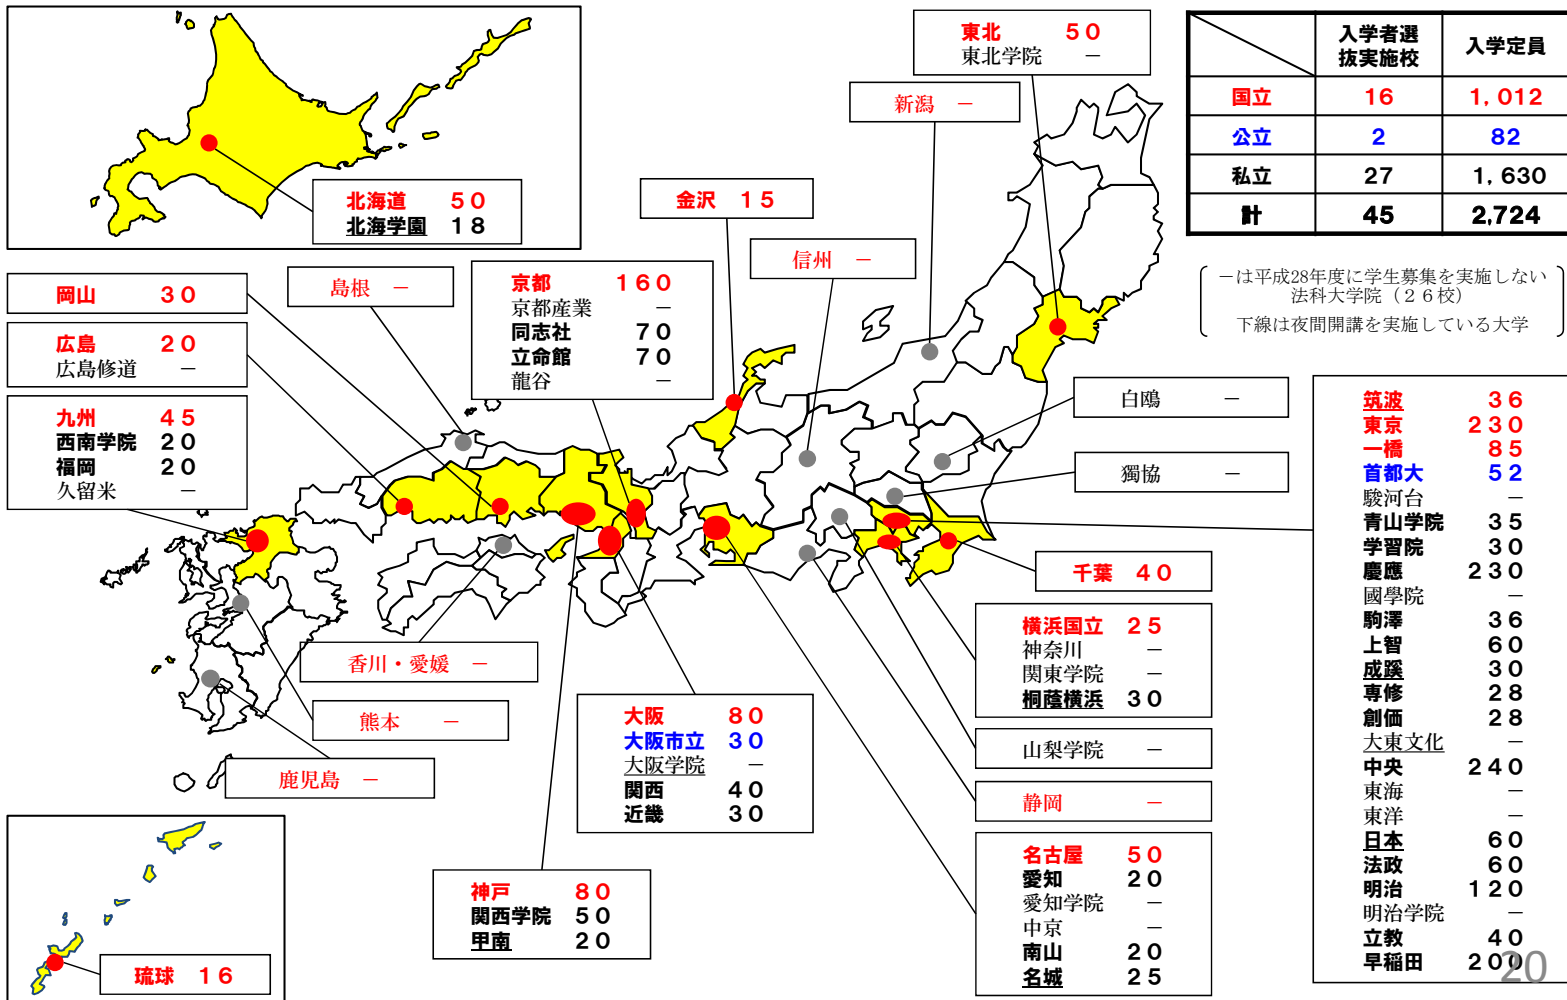 東北 ５０
東北学院 －
新潟 －
入学者選抜実施校 入学定員
国立 16 1,012
公立 2 82
私立 27 1,630
計 45 2,724
－は平成28年度に学生募集を実施しない
法科大学院（２６校）
下線は夜間開講を実施している大学
北海道 ５０
北海学園 １８
金沢 １５
信州 －
島根 －
岡山 ３０
広島 ２０
広島修道 －
九州 ４５
西南学院 ２０
福岡 ２０
久留米 －
京都 １６０
京都産業 －
同志社 ７０
立命館 ７０
龍谷 －
白鴎 －
獨協 －
千葉 ４０
横浜国立 ２５
神奈川 －
関東学院 －
桐蔭横浜 ３０
山梨学院 －
静岡 －
名古屋 ５０
愛知 ２０
愛知学院 －
中京 －
南山 ２０
名城 ２５
香川・愛媛 －
熊本 －
鹿児島 －
大阪 ８０
大阪市立 ３０
大阪学院 －
関西 ４０
近畿 ３０
神戸 ８０
関西学院 ５０
甲南 ２０
琉球 １６
筑波 ３６
東京 ２３０
一橋 ８５
首都大 ５２
駿河台 －
青山学院 ３５
学習院 ３０
慶應 ２３０
國學院 －
駒澤 ３６
上智 ６０
成蹊 ３０
専修 ２８
創価 ２８
大東文化 －
中央 ２４０
東海 －
東洋 －
日本 ６０
法政 ６０
明治 １２０
明治学院 －
立教 ４０
早稲田 ２００
20